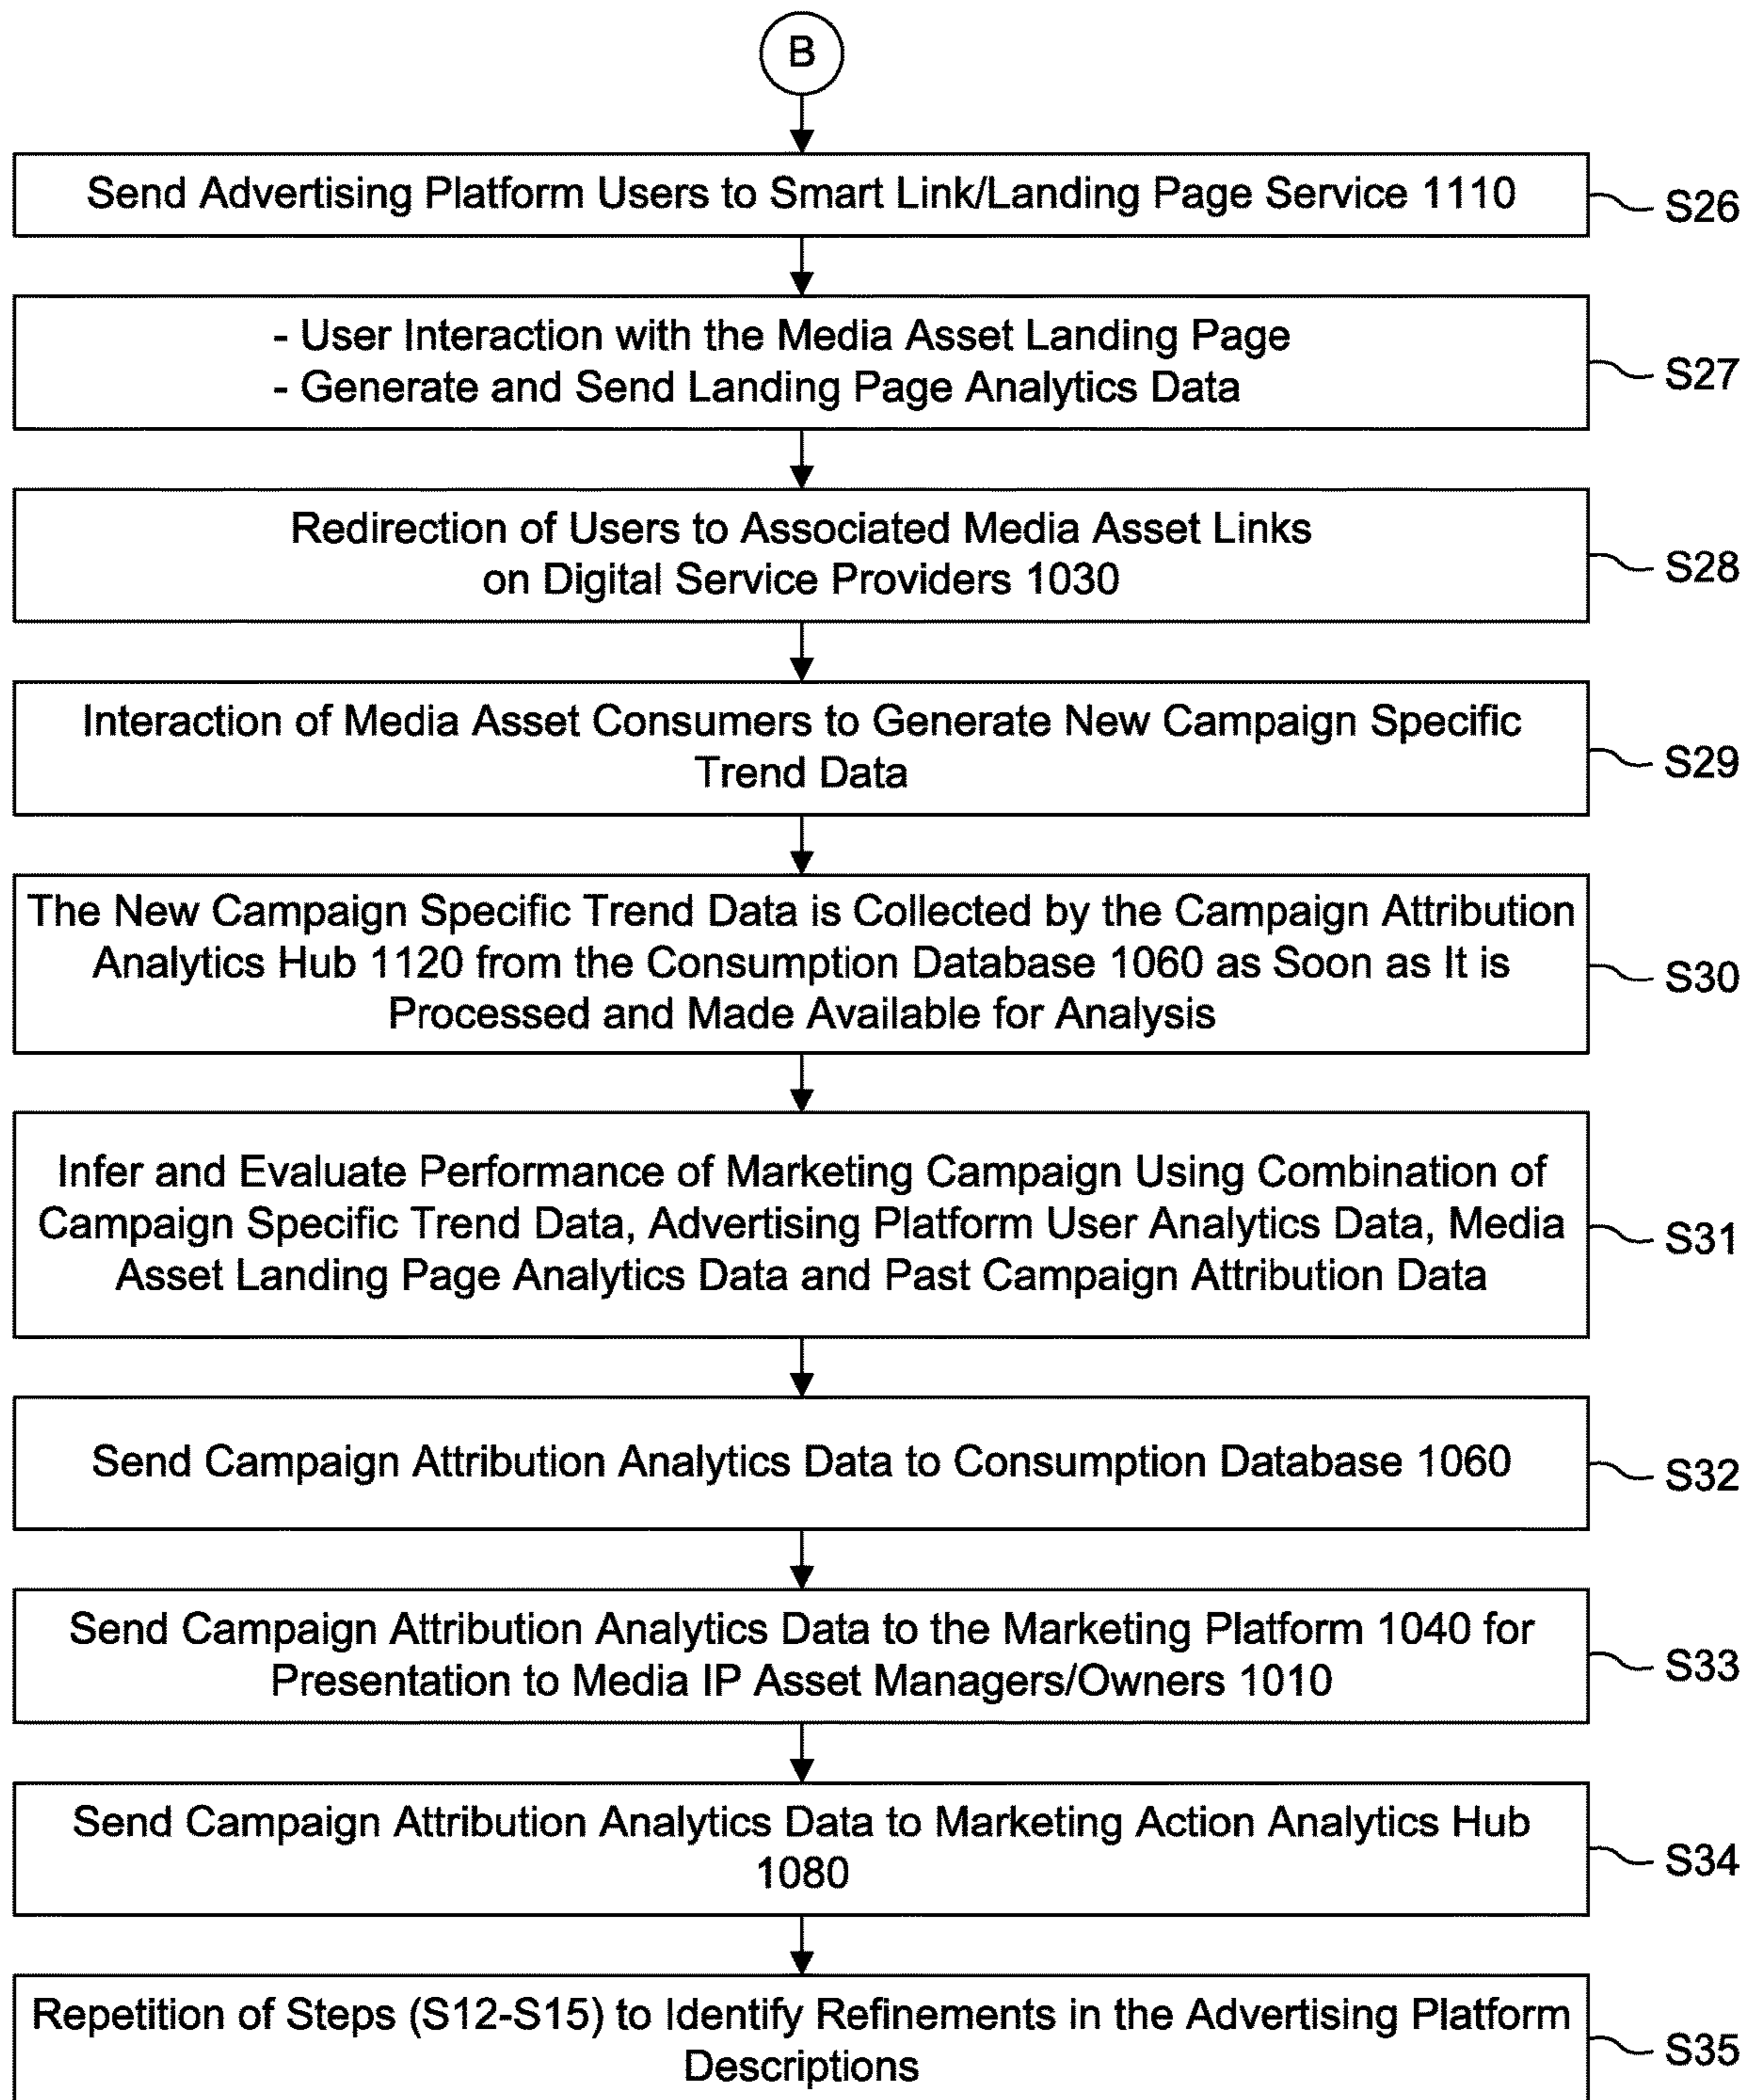 B
Send Advertising Platform Users to Smart Link/Landing Page Service 1110
S26
- User Interaction with the Media Asset Landing Page
- Generate and Send Landing Page Analytics Data
S27
Redirection of Users to Associated Media Asset Links
on Digital Service Providers 1030
S28
Interaction of Media Asset Consumers to Generate New Campaign Specific
Trend Data
S29
The New Campaign Specific Trend Data is Collected by the Campaign Attribution
Analytics Hub 1120 from the Consumption Database 1060 as Soon as It is
Processed and Made Available for Analysis
S30
Infer and Evaluate Performance of Marketing Campaign Using Combination of
Campaign Specific Trend Data, Advertising Platform User Analytics Data, Media
Asset Landing Page Analytics Data and Past Campaign Attribution Data
S31
Send Campaign Attribution Analytics Data to Consumption Database 1060
S32
Send Campaign Attribution Analytics Data to the Marketing Platform 1040 for
Presentation to Media IP Asset Managers/Owners 1010
S33
Send Campaign Attribution Analytics Data to Marketing Action Analytics Hub
1080
S34
Repetition of Steps (S12-S15) to Identify Refinements in the Advertising Platform
Descriptions
S35